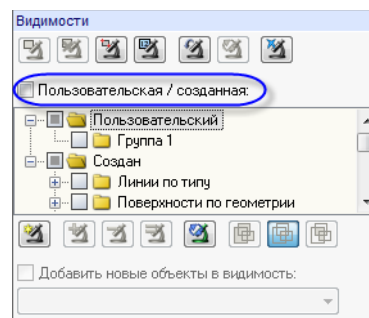 Видимости
Пользовательская / созданная:
Пользовательский
Группа 1
Создан
Линии по типу
Поверхности по геометрии
Добавить новые объекты в видимость: